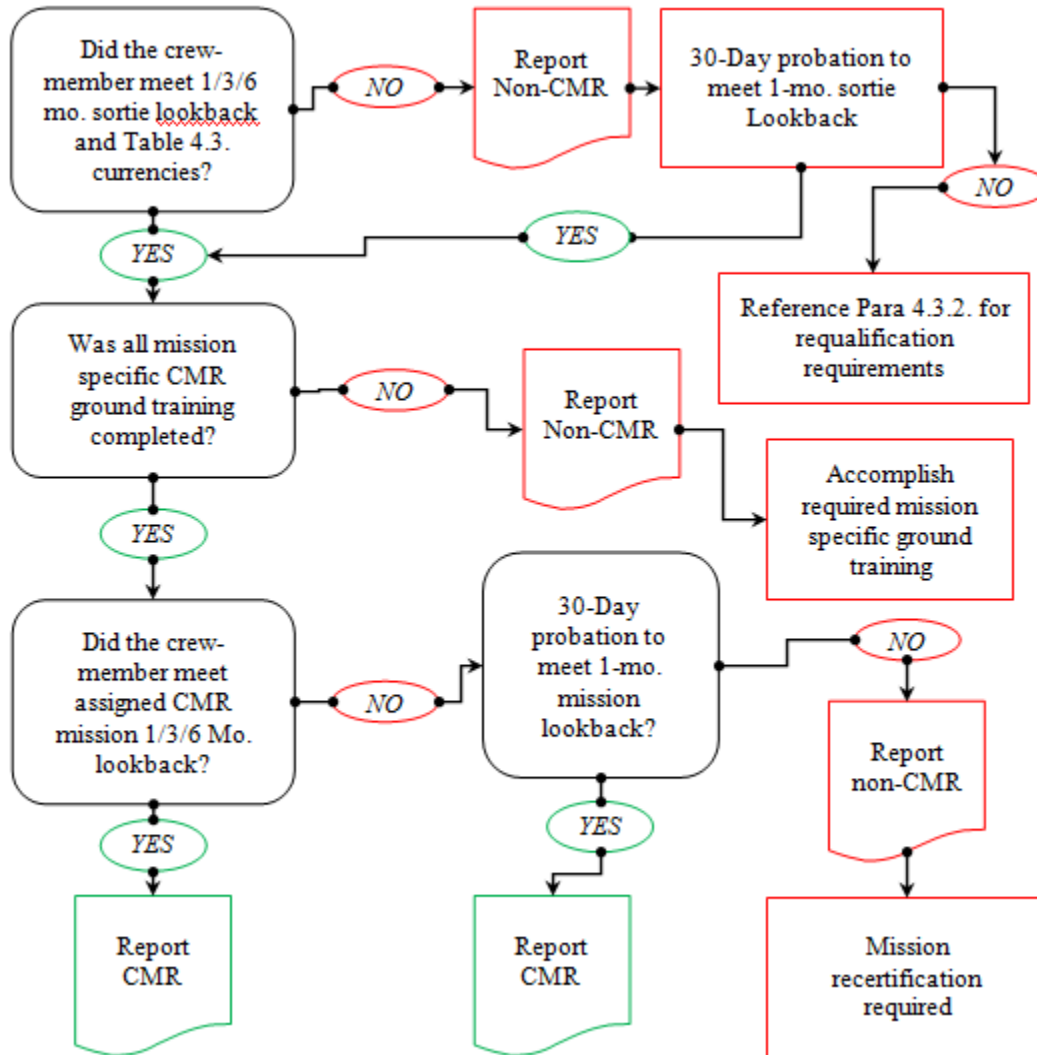 Did the crew-
member meet 1/3/6
mo. sortie lookback
and Table 4.3.
currencies?
NO
Report
Non-CMR
30-Day probation to
meet 1-mo. sortie
Lookback
NO
YES
YES
Reference Para 4.3.2. for
requalification
requirements
Was all mission
specific CMR
ground training
completed?
NO
Report
Non-CMR
Accomplish
required mission
specific ground
training
YES
Did the crew-
member meet
assigned CMR
mission 1/3/6 Mo.
lookback?
NO
30-Day
probation to
meet 1-mo.
mission
lookback?
NO
Report
non-CMR
YES
YES
Report
CMR
Report
CMR
Mission
recertification
required